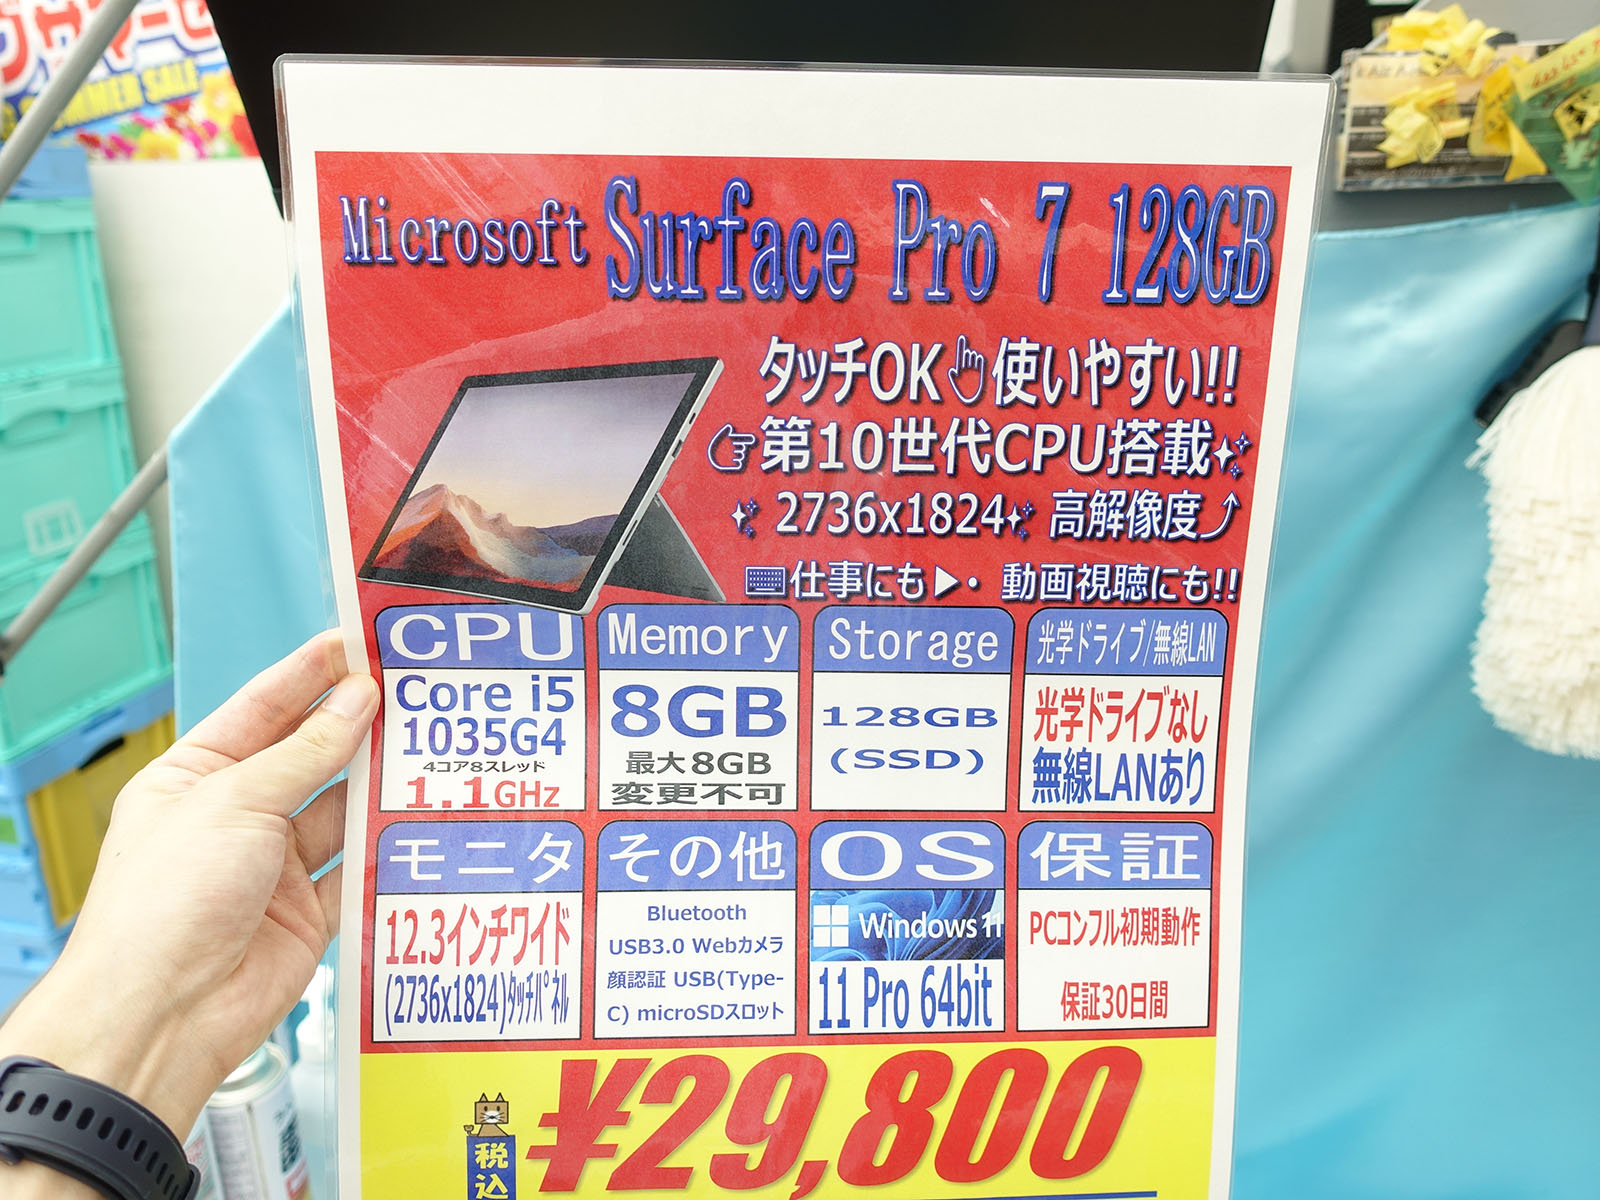 SUMMER SALE
Microsoft Surface Pro 7 128GB
タッチOK 使いやすい!!
第10世代CPU搭載
2736x1824 高解像度
仕事にも 動画視聴にも!!
CPU
Core i5
1035G4
4コア8スレッド
1.1GHz
Memory
8GB
最大8GB
変更不可
Storage
128GB
(SSD)
光学ドライブ/無線LAN
光学ドライブなし
無線LANあり
モニタ
12.3インチワイド
(2736x1824)タッチパネル
その他
Bluetooth
USB3.0 Webカメラ
顔認証 USB(Type-
C) microSDスロット
OS
Windows 11
11 Pro 64bit
保証
PCコンフル初期動作
保証30日間
¥29,800
税込